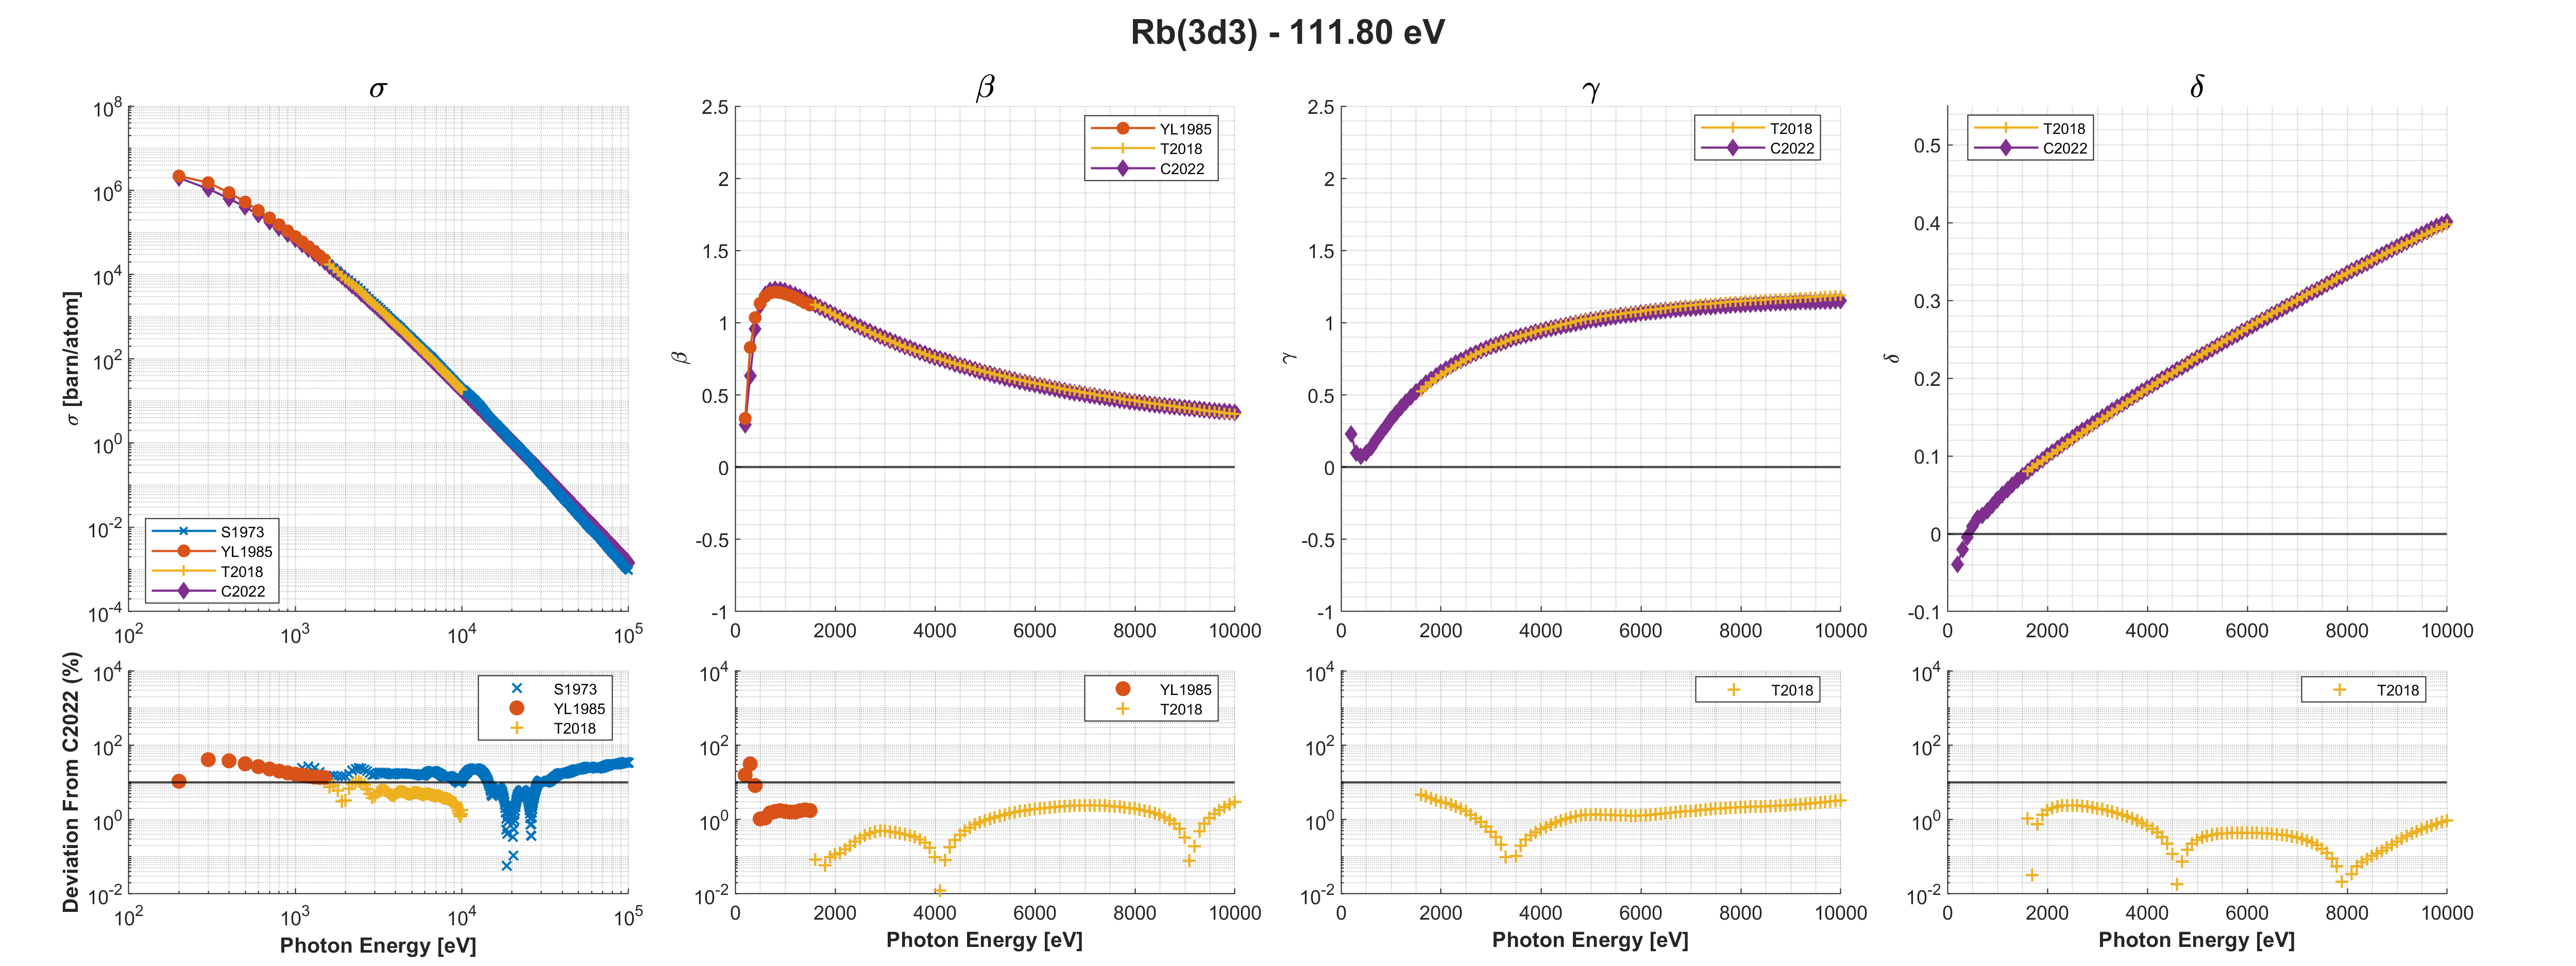 Rb(3d3) - 111.80 eV
σ
β
γ
δ
10^8
10^6
10^4
10^2
10^0
10^-2
10^-4
σ [barn/atom]
S1973
YL1985
T2018
C2022
10^2
10^3
10^4
10^5
2.5
2
1.5
1
0.5
0
-0.5
-1
β
YL1985
T2018
C2022
0
2000
4000
6000
8000
10000
2.5
2
1.5
1
0.5
0
-0.5
-1
γ
T2018
C2022
0
2000
4000
6000
8000
10000
0.5
0.4
0.3
0.2
0.1
0
-0.1
δ
T2018
C2022
0
2000
4000
6000
8000
10000
Deviation From C2022 (%)
10^4
10^2
10^0
10^-2
S1973
YL1985
T2018
10^2
10^3
10^4
10^5
Photon Energy [eV]
10^4
10^2
10^0
10^-2
YL1985
T2018
0
2000
4000
6000
8000
10000
Photon Energy [eV]
10^4
10^2
10^0
10^-2
T2018
0
2000
4000
6000
8000
10000
Photon Energy [eV]
10^4
10^2
10^0
10^-2
T2018
0
2000
4000
6000
8000
10000
Photon Energy [eV]